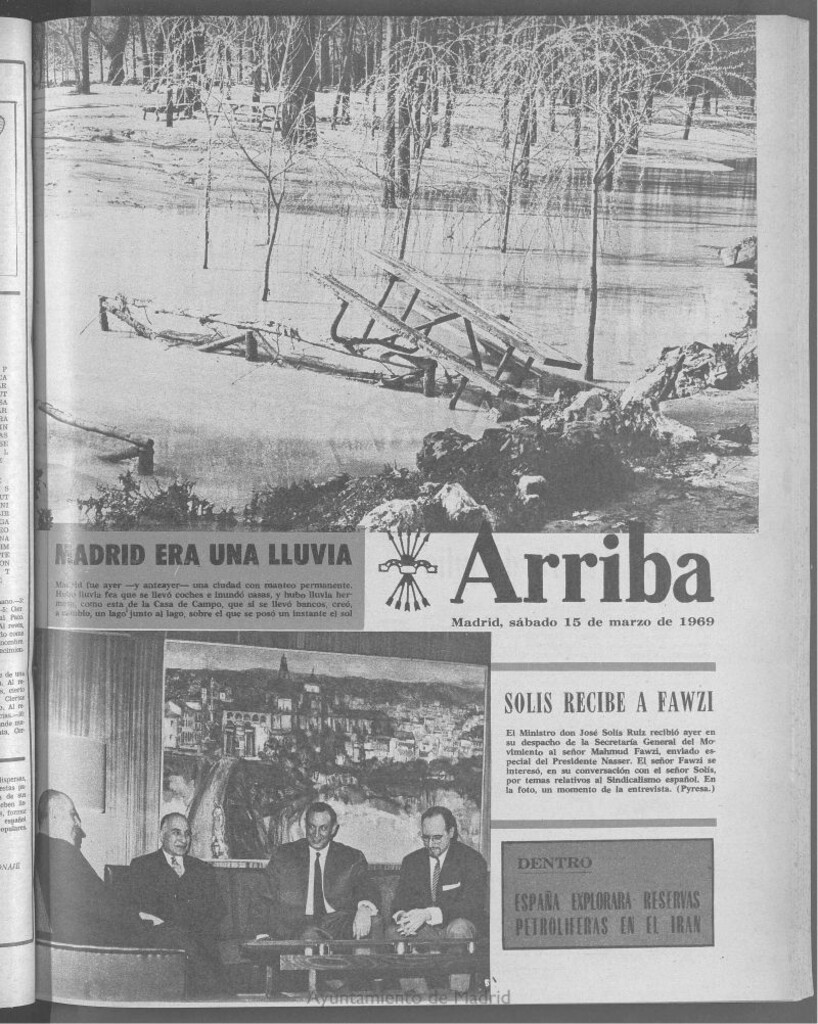 MADRID ERA UNA LLUVIA
Madrid fue ayer —y anteayer— una ciudad con manteo permanente.
Hubo lluvia que se llevó coches e inundó casas, y hubo lluvia her-
mosa, como esta de la Casa de Campo, que si se llevó bancos, creó,
a cambio, un lago junto al lago, sobre el que se posó un instante el sol
Arriba
Madrid, sábado 15 de marzo de 1969
SOLIS RECIBE A FAWZI
El Ministro don José Solís Ruiz recibió ayer en
su despacho de la Secretaría General del Mo-
vimiento al señor Mahmud Fawzi, enviado es-
pecial del Presidente Nasser. El señor Fawzi se
interesó, en su conversación con el señor Solís,
por temas relativos al Sindicalismo español. En
la foto, un momento de la entrevista. (Pyresa.)
DENTRO
ESPAÑA EXPLORARA RESERVAS
PETROLIFERAS EN EL IRAN
Ayuntamiento de Madrid